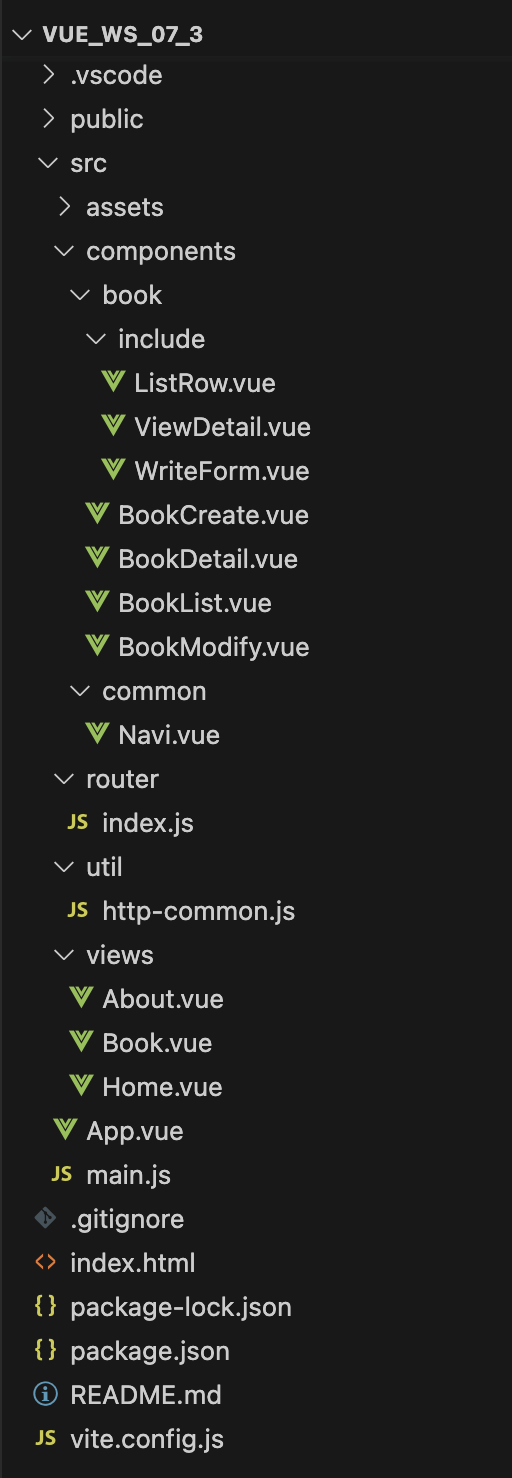 VUE_WS_07_3
.vscode
public
src
assets
components
book
include
ListRow.vue
ViewDetail.vue
WriteForm.vue
BookCreate.vue
BookDetail.vue
BookList.vue
BookModify.vue
common
Navi.vue
router
JS index.js
util
JS http-common.js
views
About.vue
Book.vue
Home.vue
App.vue
JS main.js
.gitignore
<> index.html
{} package-lock.json
{} package.json
README.md
JS vite.config.js